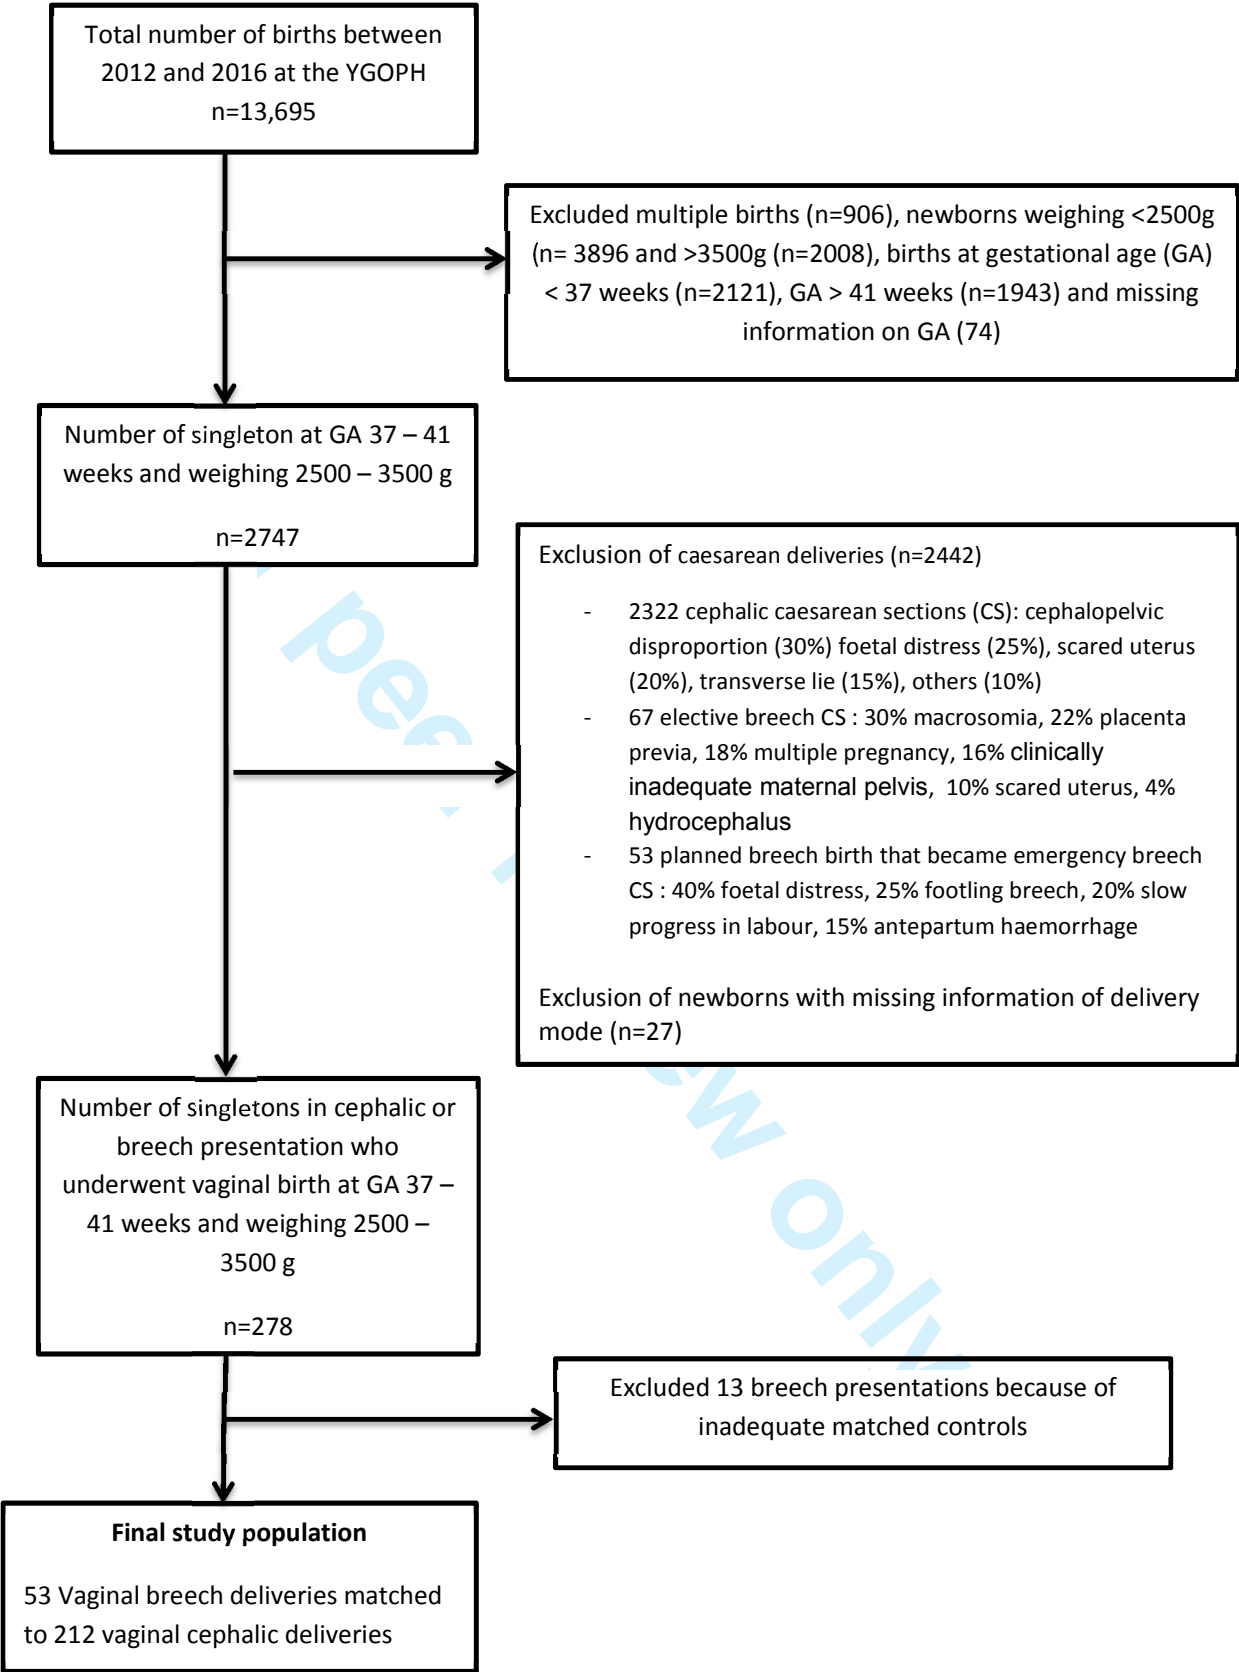 Total number of births between
2012 and 2016 at the YGOPH
n=13,695
Excluded multiple births (n=906), newborns weighing <2500g
(n= 3896 and >3500g (n=2008), births at gestational age (GA)
< 37 weeks (n=2121), GA > 41 weeks (n=1943) and missing
information on GA (74)
Number of singleton at GA 37 – 41
weeks and weighing 2500 – 3500 g
n=2747
Exclusion of caesarean deliveries (n=2442)
- 2322 cephalic caesarean sections (CS): cephalopelvic
disproportion (30%) foetal distress (25%), scared uterus
(20%), transverse lie (15%), others (10%)
- 67 elective breech CS : 30% macrosomia, 22% placenta
previa, 18% multiple pregnancy, 16% clinically
inadequate maternal pelvis, 10% scared uterus, 4%
hydrocephalus
- 53 planned breech birth that became emergency breech
CS : 40% foetal distress, 25% footling breech, 20% slow
progress in labour, 15% antepartum haemorrhage
Exclusion of newborns with missing information of delivery
mode (n=27)
Number of singletons in cephalic or
breech presentation who
underwent vaginal birth at GA 37 –
41 weeks and weighing 2500 –
3500 g
n=278
Excluded 13 breech presentations because of
inadequate matched controls
Final study population
53 Vaginal breech deliveries matched
to 212 vaginal cephalic deliveries
only